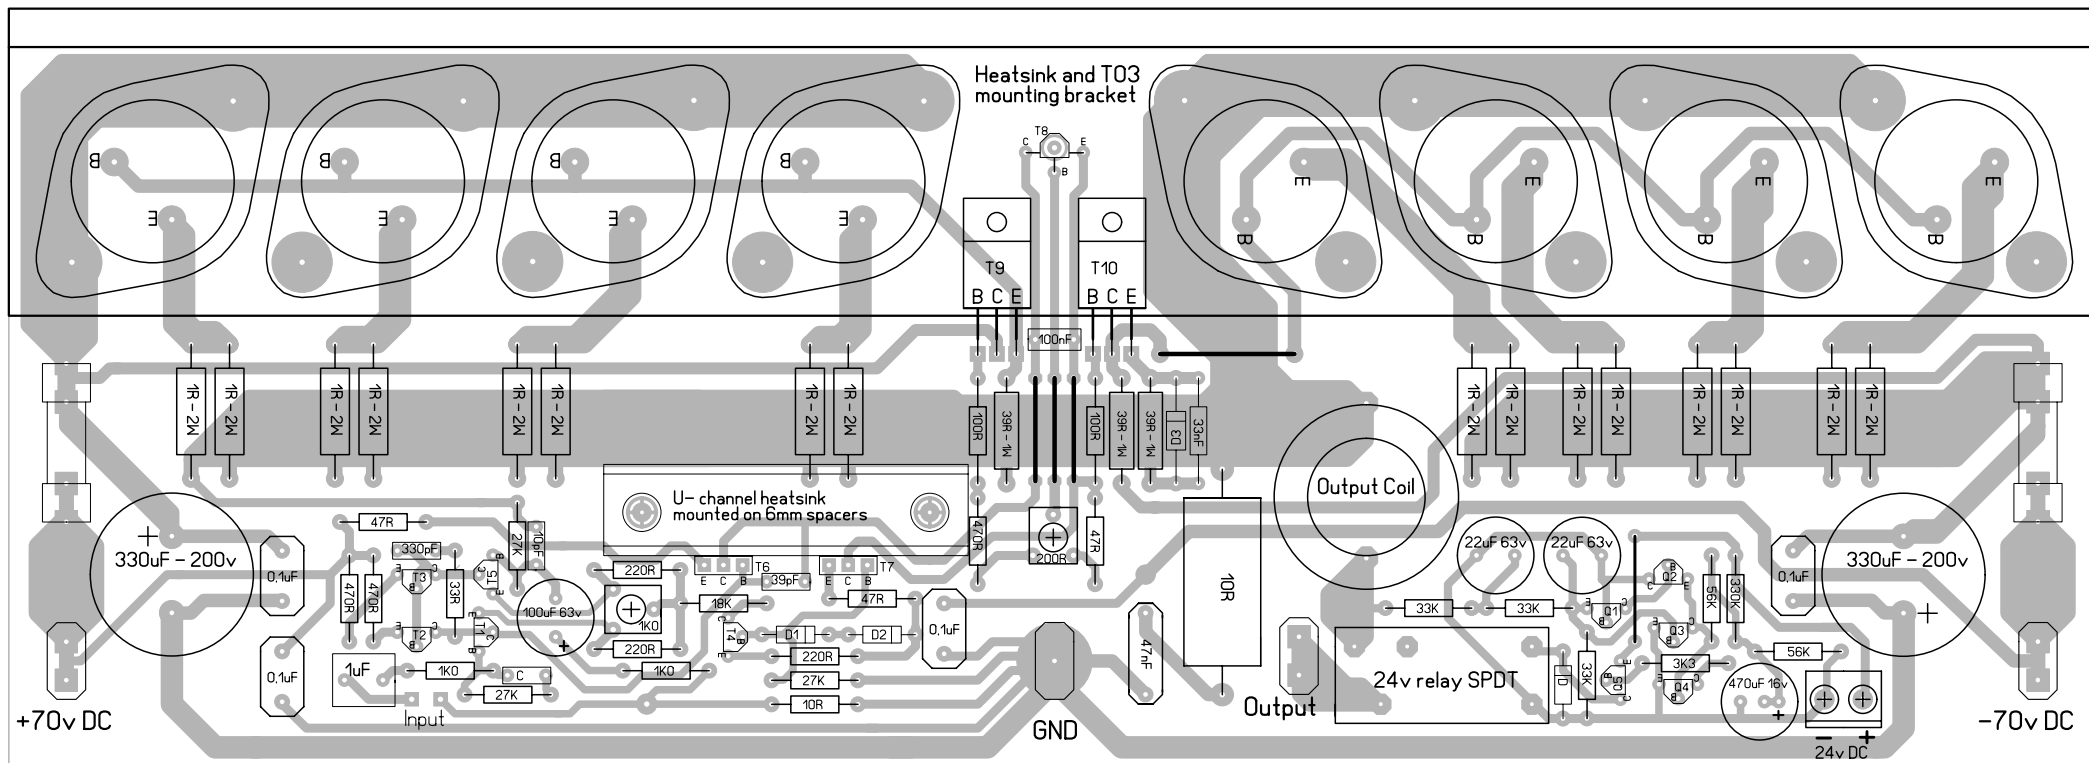 Heatsink and TO3
mounting bracket
T8
C
E
B
B
E
B
E
B
E
B
E
E
B
E
B
E
B
E
B
T9
B C E
T10
B C E
100nF
1R-2W
1R-2W
1R-2W
1R-2W
1R-2W
1R-2W
1R-2W
1R-2W
100R
39R-1W
100R
39R-1W
39R-1W
D3
33nF
1R-2W
1R-2W
1R-2W
1R-2W
1R-2W
1R-2W
1R-2W
1R-2W
U- channel heatsink
mounted on 6mm spacers
Output Coil
+
330uF-200v
0,1uF
47R
330pF
470R
470R
T3
E
C
B
33R
T5
B
C
E
27K
10pF
100uF 63v
+
220R
1K0
220R
T6
E C B
39pF
T7
E C B
18K
47R
T4
C
B
E
D1
D2
220R
27K
10R
0,1uF
470R
200R
47R
10R
47nF
22uF 63v
22uF 63v
Q2
B
C
E
56K
330K
0,1uF
330uF-200v
+
33K
33K
Q1
E
C
B
Q3
E
C
B
T2
E
C
B
T1
E
C
B
0,1uF
1uF
1K0
C
27K
1K0
Input
24v relay SPDT
D
33K
Q5
E
B
C
3K3
Q4
E
C
B
56K
470uF 16v
+
+70v DC
GND
Output
- +
24v DC
-70v DC